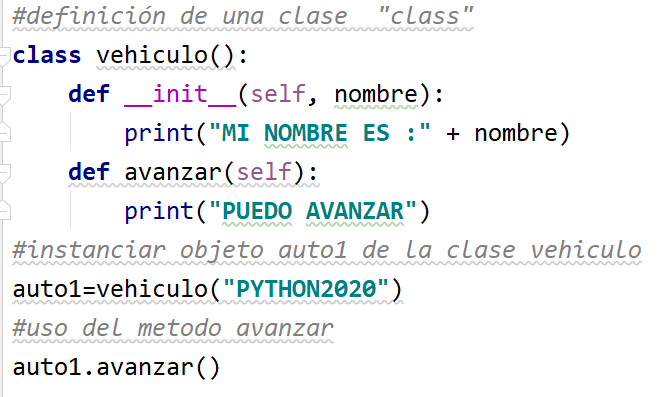 #definición de una clase  "class"
class vehiculo():
    def __init__(self, nombre):
        print("MI NOMBRE ES :" + nombre)
    def avanzar(self):
        print("PUEDO AVANZAR")
#instanciar objeto auto1 de la clase vehiculo
auto1=vehiculo("PYTHON2020")
#uso del metodo avanzar
auto1.avanzar()